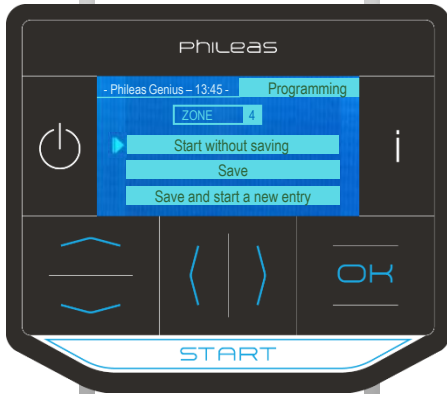 PHILEAS
- Phileas Genius – 13:45 - Programming
ZONE 4
Start without saving
i
Save
Save and start a new entry
OK
START